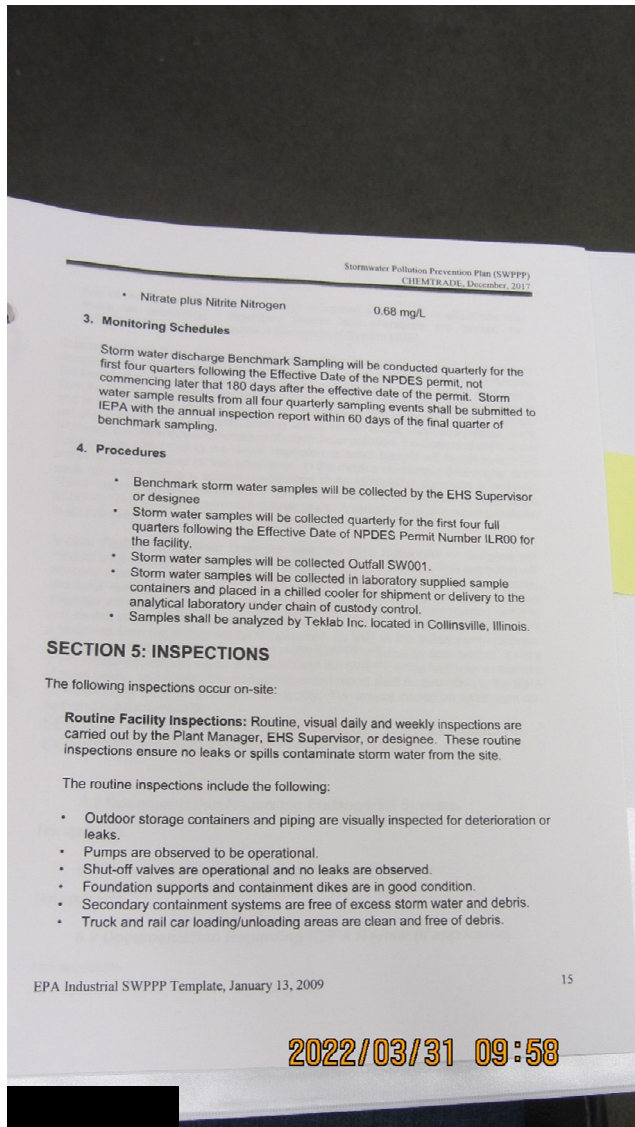 Stormwater Pollution Prevention Plan (SWPPP)
CHEMTRADE, December, 2017
• Nitrate plus Nitrite Nitrogen 0.68 mg/L
3. Monitoring Schedules
Storm water discharge Benchmark Sampling will be conducted quarterly for the
first four quarters following the Effective Date of the NPDES permit, not
commencing later that 180 days after the effective date of the permit. Storm
water sample results from all four quarterly sampling events shall be submitted to
IEPA with the annual inspection report within 60 days of the final quarter of
benchmark sampling.
4. Procedures
• Benchmark storm water samples will be collected by the EHS Supervisor
or designee
• Storm water samples will be collected quarterly for the first four full
quarters following the Effective Date of NPDES Permit Number ILR00 for
the facility.
• Storm water samples will be collected Outfall SW001.
• Storm water samples will be collected in laboratory supplied sample
containers and placed in a chilled cooler for shipment or delivery to the
analytical laboratory under chain of custody control.
• Samples shall be analyzed by Teklab Inc. located in Collinsville, Illinois.
SECTION 5: INSPECTIONS
The following inspections occur on-site:
Routine Facility Inspections: Routine, visual daily and weekly inspections are
carried out by the Plant Manager, EHS Supervisor, or designee. These routine
inspections ensure no leaks or spills contaminate storm water from the site.
The routine inspections include the following:
• Outdoor storage containers and piping are visually inspected for deterioration or
leaks.
• Pumps are observed to be operational.
• Shut-off valves are operational and no leaks are observed.
• Foundation supports and containment dikes are in good condition.
• Secondary containment systems are free of excess storm water and debris.
• Truck and rail car loading/unloading areas are clean and free of debris.
EPA Industrial SWPPP Template, January 13, 2009 15
2022/03/31 09:58